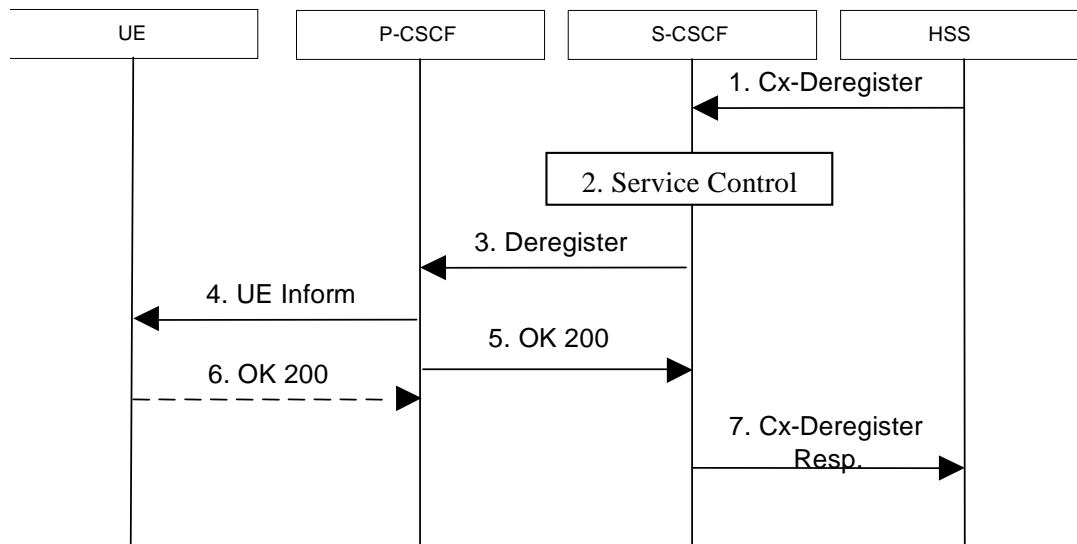 UE
P-CSCF
S-CSCF
HSS
1. Cx-Deregister
2. Service Control
3. Deregister
4. UE Inform
5. OK 200
6. OK 200
7. Cx-Deregister
Resp.